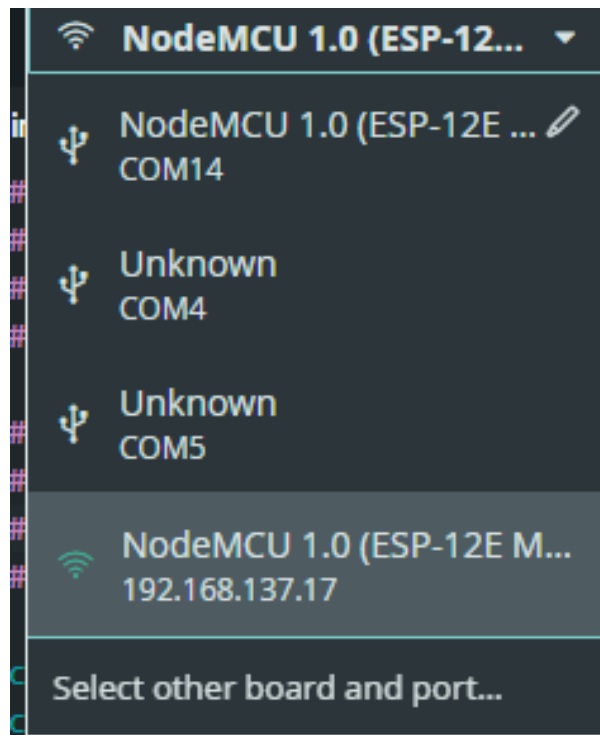 NodeMCU 1.0 (ESP-12...
NodeMCU 1.0 (ESP-12E ...
COM14
Unknown
COM4
Unknown
COM5
NodeMCU 1.0 (ESP-12E M...
192.168.137.17
Select other board and port...